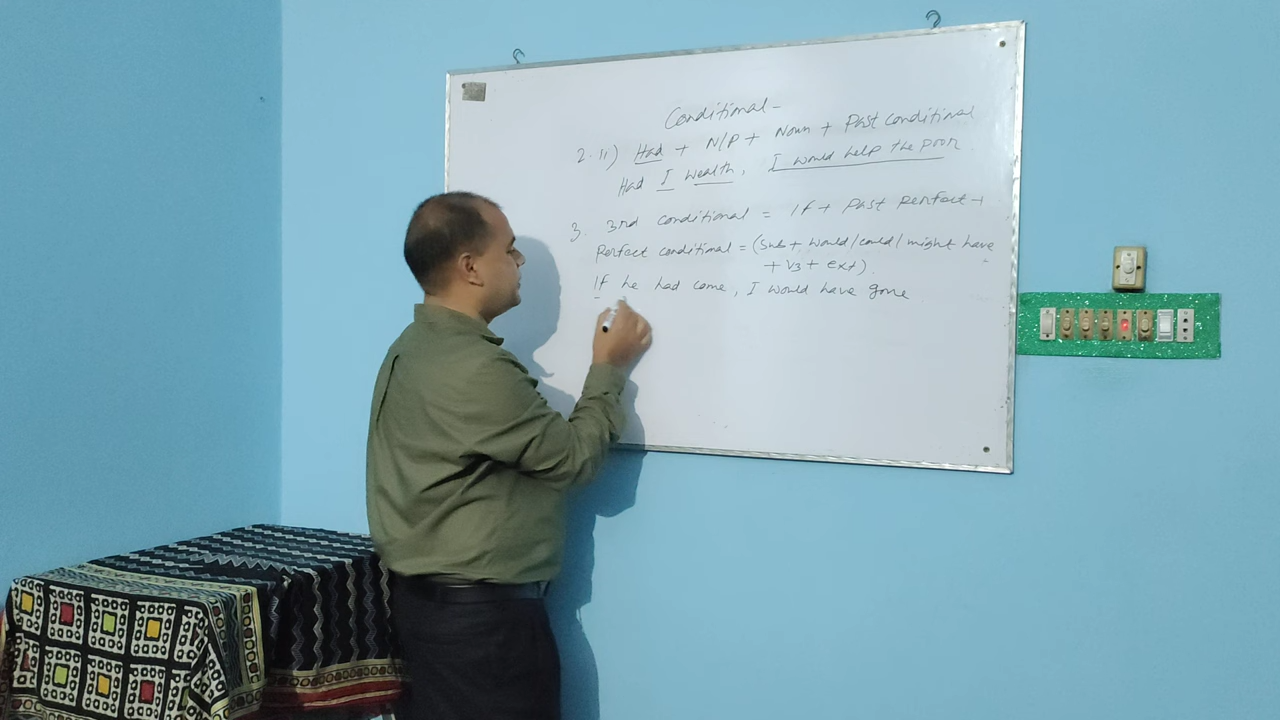 Conditional -
2. ii) Had + N/P + Noun + Past Conditional
Had I wealth, I would help the poor
3. 3rd conditional = If + Past Perfect +
Perfect conditional = (Sub + would/could/might have
+ V3 + ext)
If he had come, I would have gone